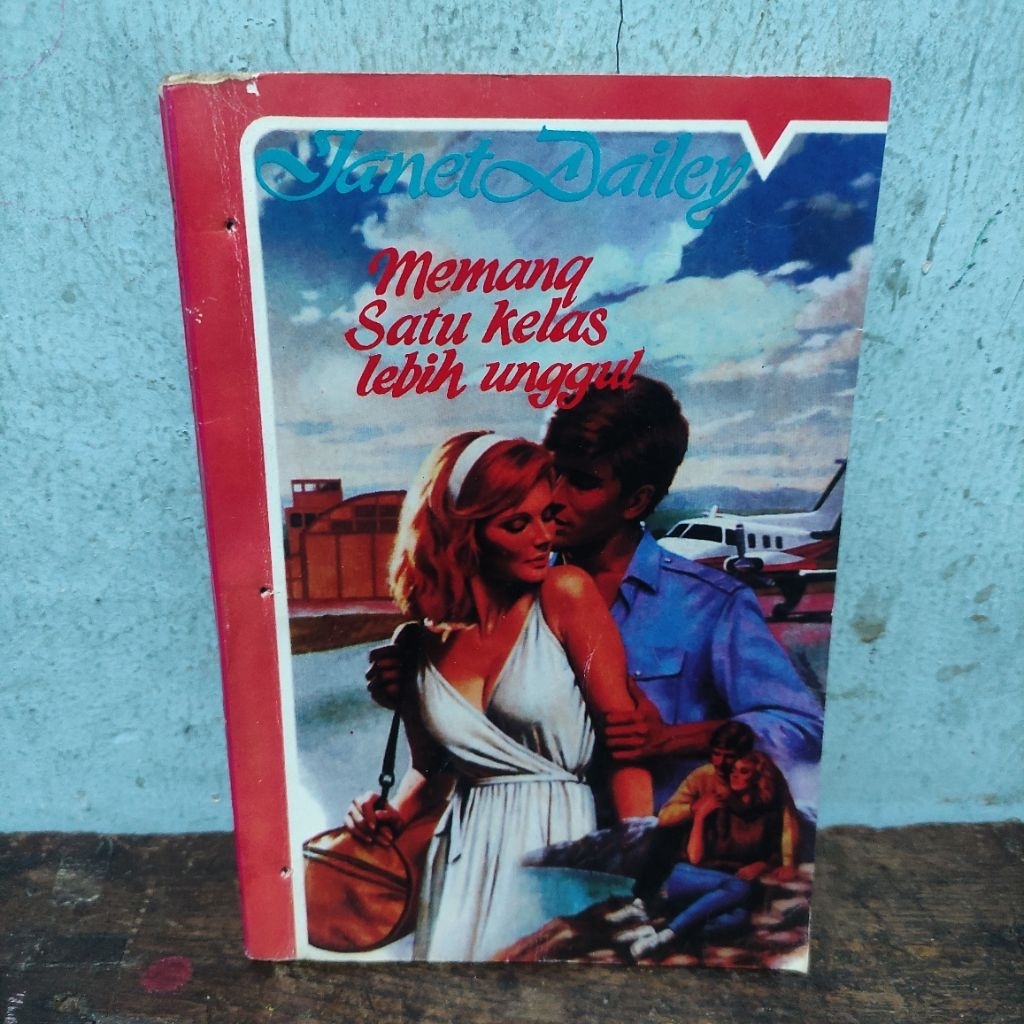 Janet Dailey
Memang
Satu kelas
lebih unggul